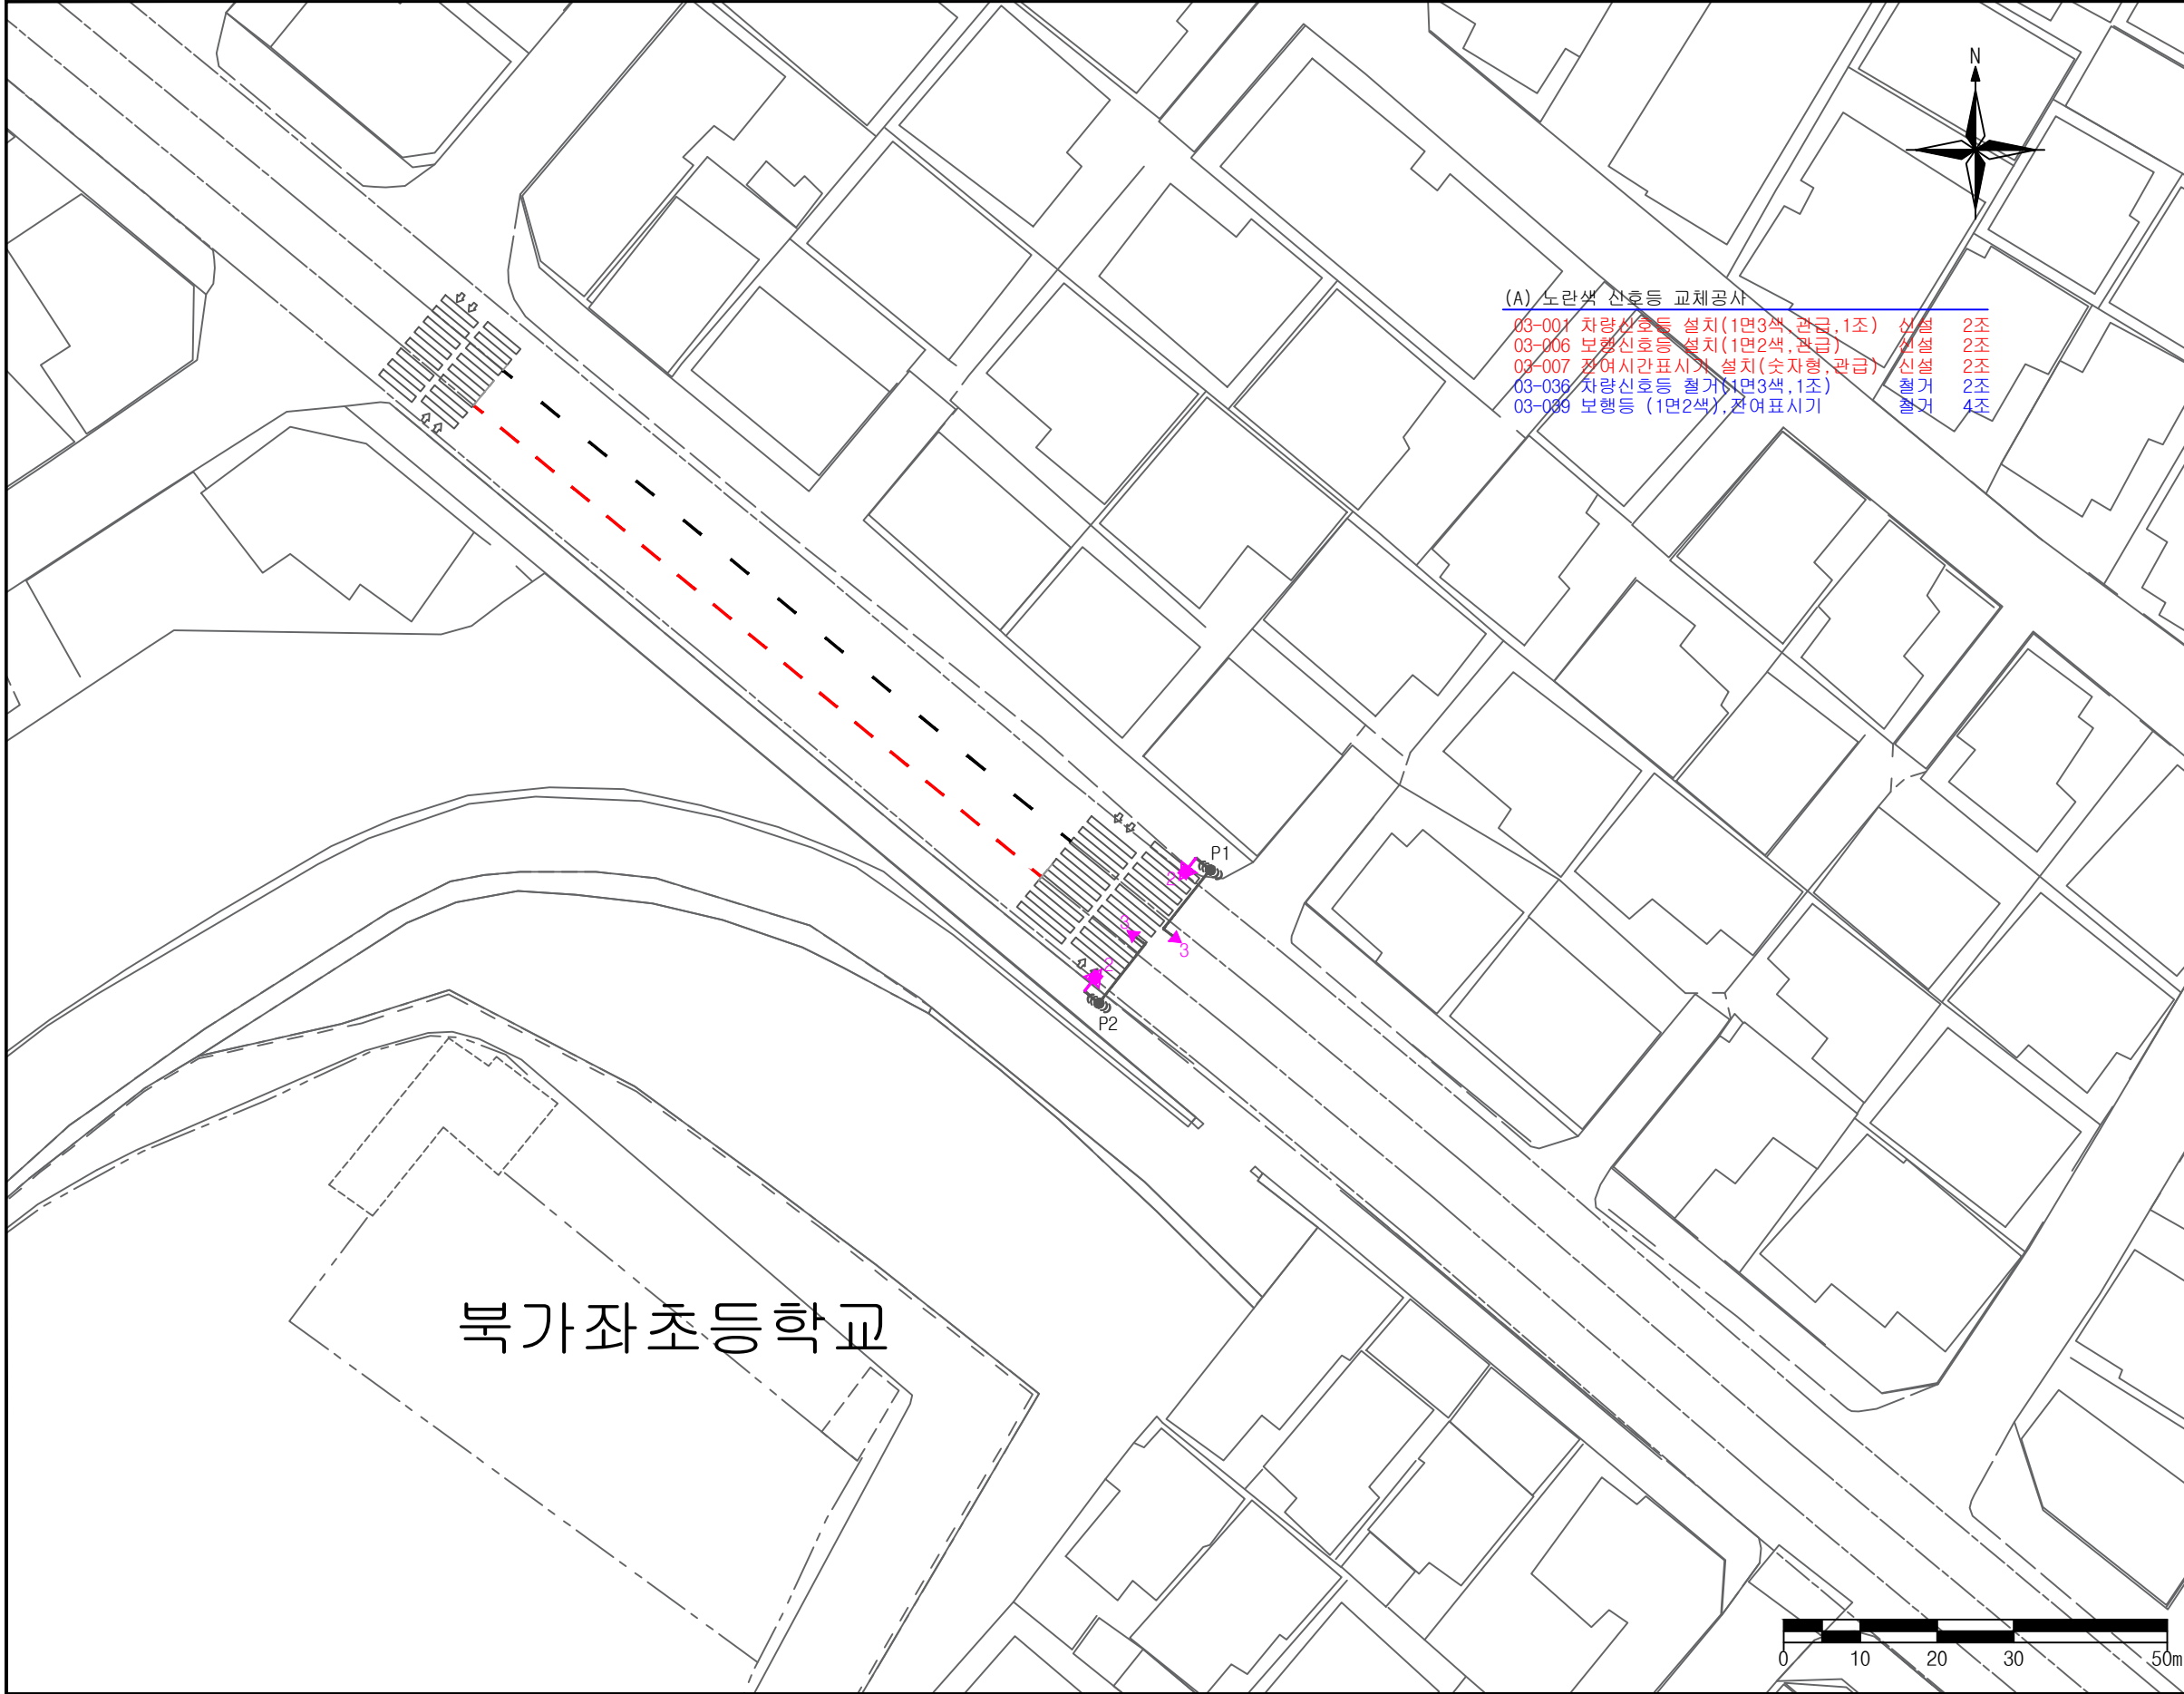 N
(A) 노란색 신호등 교체공사
03-001 차량신호등 설치(1면3색,관급,1조) 신설 2조
03-006 보행신호등 설치(1면2색,관급) 신설 2조
03-007 잔여시간표시기 설치(숫자형,관급) 신설 2조
03-036 차량신호등 철거(1면3색,1조) 철거 2조
03-039 보행등 (1면2색),잔여표시기 철거 4조
P1
2
3
3
2
P2
북가좌초등학교
0 10 20 30 50m